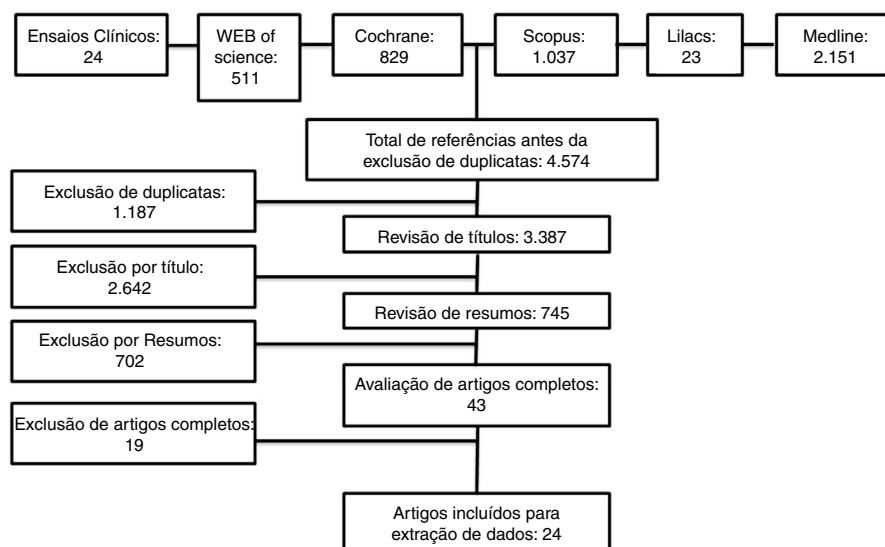 Ensaios Clínicos:
24
WEB of
science:
511
Cochrane:
829
Scopus:
1.037
Lilacs:
23
Medline:
2.151
Total de referências antes da
exclusão de duplicatas: 4.574
Exclusão de duplicatas:
1.187
Revisão de títulos: 3.387
Exclusão por título:
2.642
Revisão de resumos: 745
Exclusão por Resumos:
702
Avaliação de artigos completos:
43
Exclusão de artigos completos:
19
Artigos incluídos para
extração de dados: 24